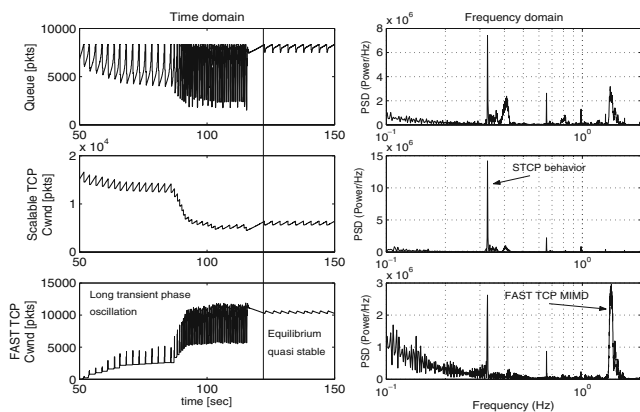 Time domain
Frequency domain
Queue [pkts]
10000
5000
0
50
100
150
PSD (Power/Hz)
x 10^6
8
6
4
2
0
10^-1
10^0
Scalable TCP
Cwnd [pkts]
x 10^4
2
1
0
50
100
150
PSD (Power/Hz)
x 10^6
15
10
5
0
STCP behavior
10^-1
10^0
FAST TCP
Cwnd [pkts]
15000
10000
5000
0
Long transient phase
oscillation
Equilibrium
quasi stable
50
100
150
time [sec]
PSD (Power/Hz)
x 10^6
3
2
1
0
FAST TCP MIMD
10^-1
10^0
Frequency (Hz)